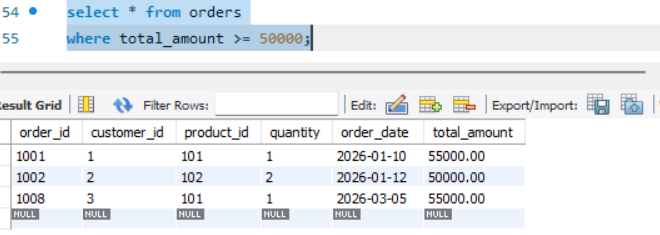 54 select * from orders
55 where total_amount >= 50000;
Result Grid Filter Rows: Edit: Export/Import:
order_id customer_id product_id quantity order_date total_amount
1001 1 101 1 2026-01-10 55000.00
1002 2 102 2 2026-01-12 50000.00
1008 3 101 1 2026-03-05 55000.00
NULL NULL NULL NULL NULL NULL